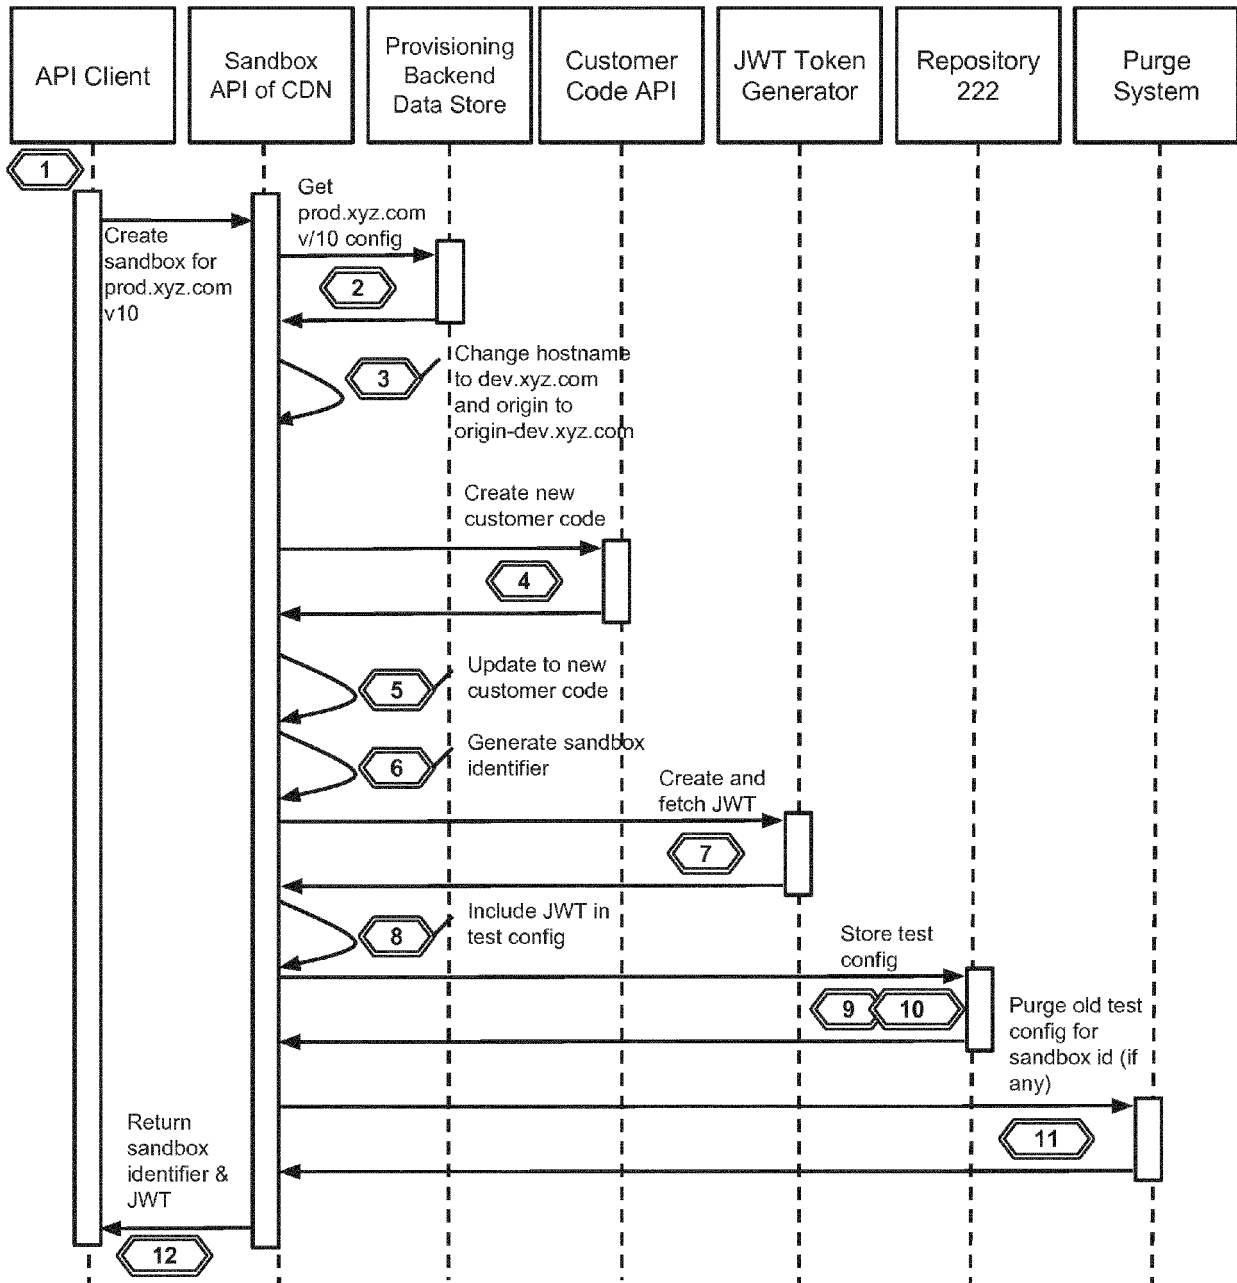 API Client
Sandbox
API of CDN
Provisioning
Backend
Data Store
Customer
Code API
JWT Token
Generator
Repository
222
Purge
System
1
Create
sandbox for
prod.xyz.com
v10
Get
prod.xyz.com
v/10 config
2
3
Change hostname
to dev.xyz.com
and origin to
origin-dev.xyz.com
Create new
customer code
4
5
Update to new
customer code
6
Generate sandbox
identifier
Create and
fetch JWT
7
8
Include JWT in
test config
Store test
config
9
10
Purge old test
config for
sandbox id (if
any)
11
Return
sandbox
identifier &
JWT
12